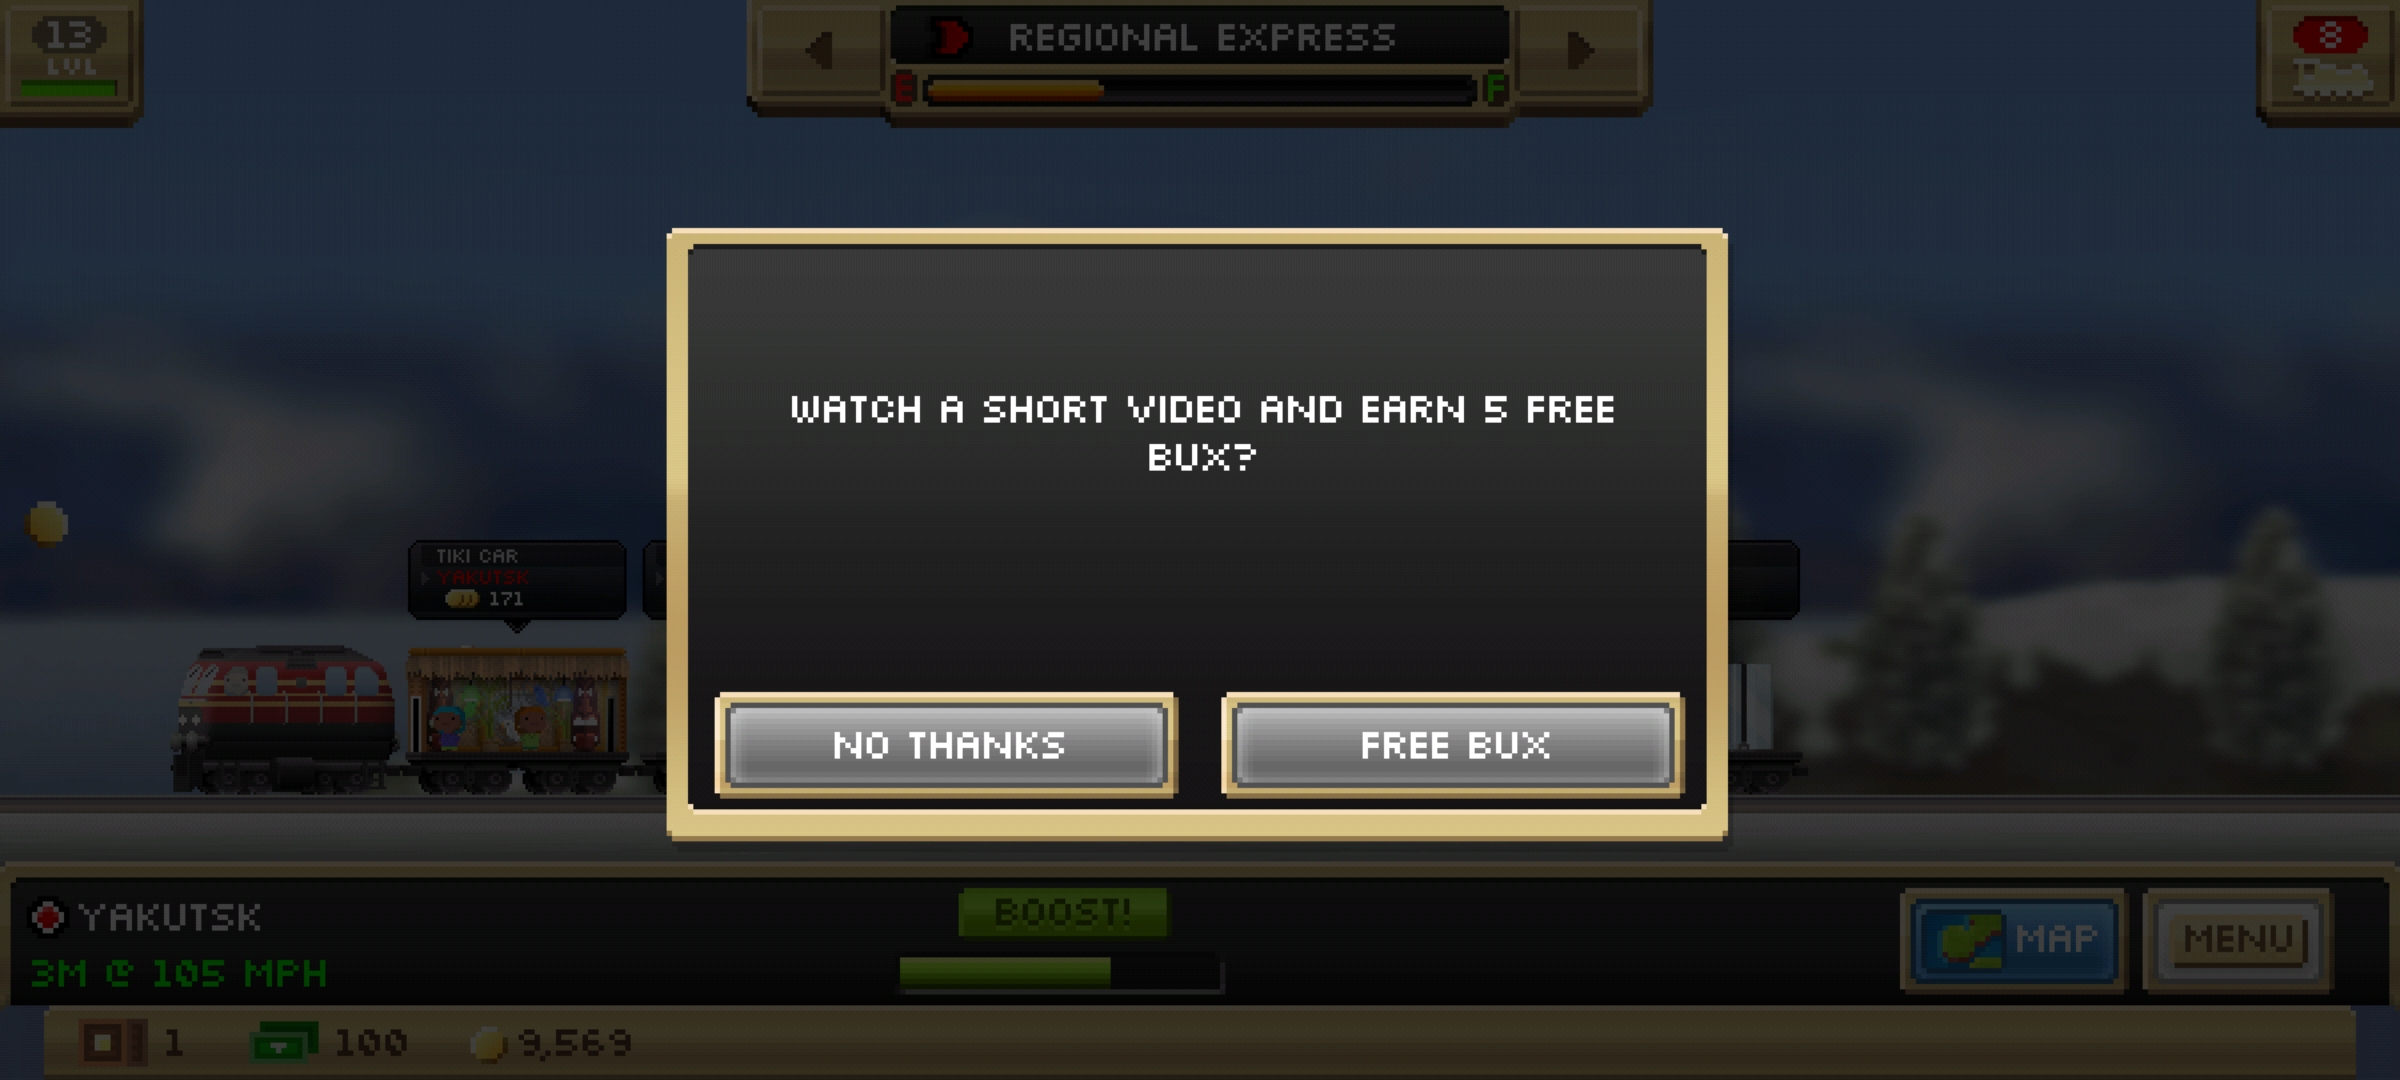 13
LVL
REGIONAL EXPRESS
E F
8
WATCH A SHORT VIDEO AND EARN 5 FREE
BUX?
TIKI CAR
YAKUTSK
171
NO THANKS
FREE BUX
YAKUTSK
3M @ 105 MPH
BOOST!
MAP
MENU
1
100
9,569